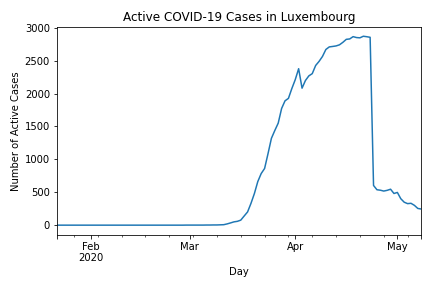 Active COVID-19 Cases in Luxembourg
Number of Active Cases
3000
2500
2000
1500
1000
500
0
Feb
2020
Mar
Apr
May
Day